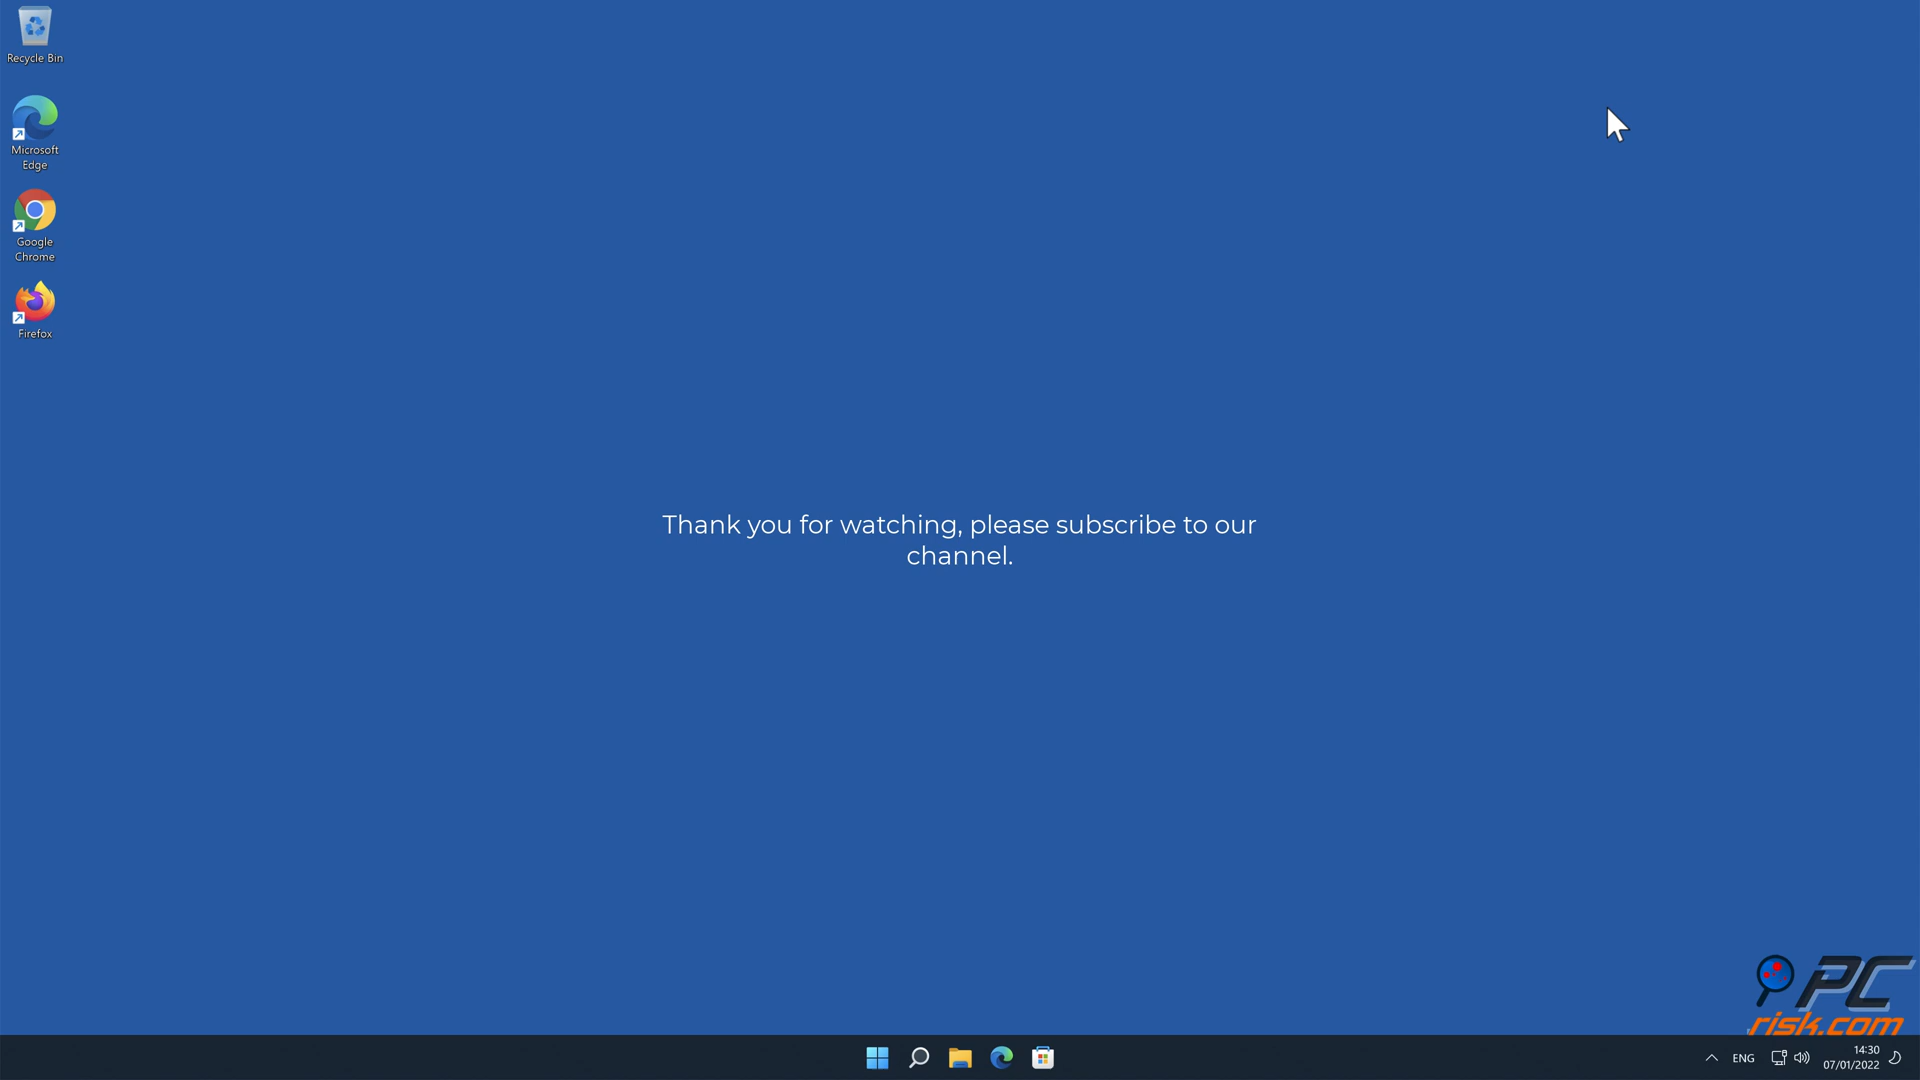 Recycle Bin
Microsoft
Edge
Google
Chrome
Firefox
Thank you for watching, please subscribe to our
channel.
PC
risk.com
ENG
14:30
07/01/2022